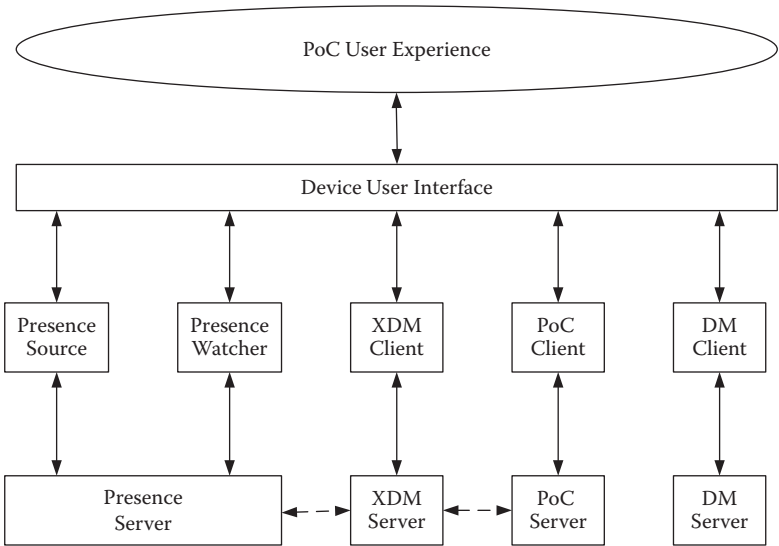 PoC User Experience
Device User Interface
Presence
Source
Presence
Watcher
XDM
Client
PoC
Client
DM
Client
Presence
Server
XDM
Server
PoC
Server
DM
Server